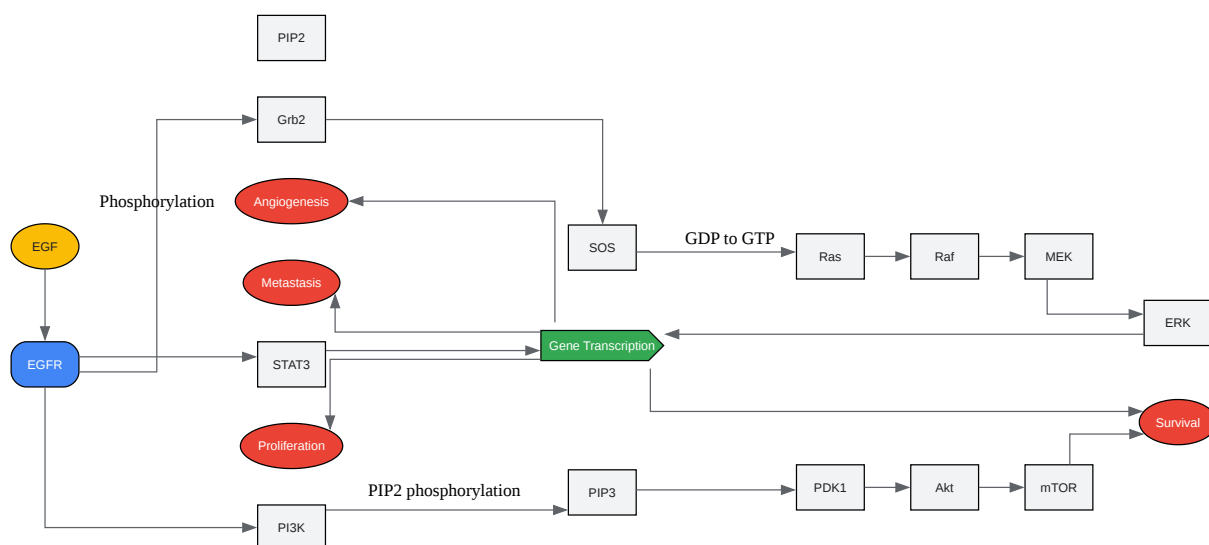 PIP2
Grb2
Phosphorylation
Angiogenesis
EGF
SOS
GDP to GTP
Ras
Raf
MEK
Metastasis
ERK
Gene Transcription
EGFR
STAT3
Survival
Proliferation
PIP2 phosphorylation
PIP3
PDK1
Akt
mTOR
PI3K